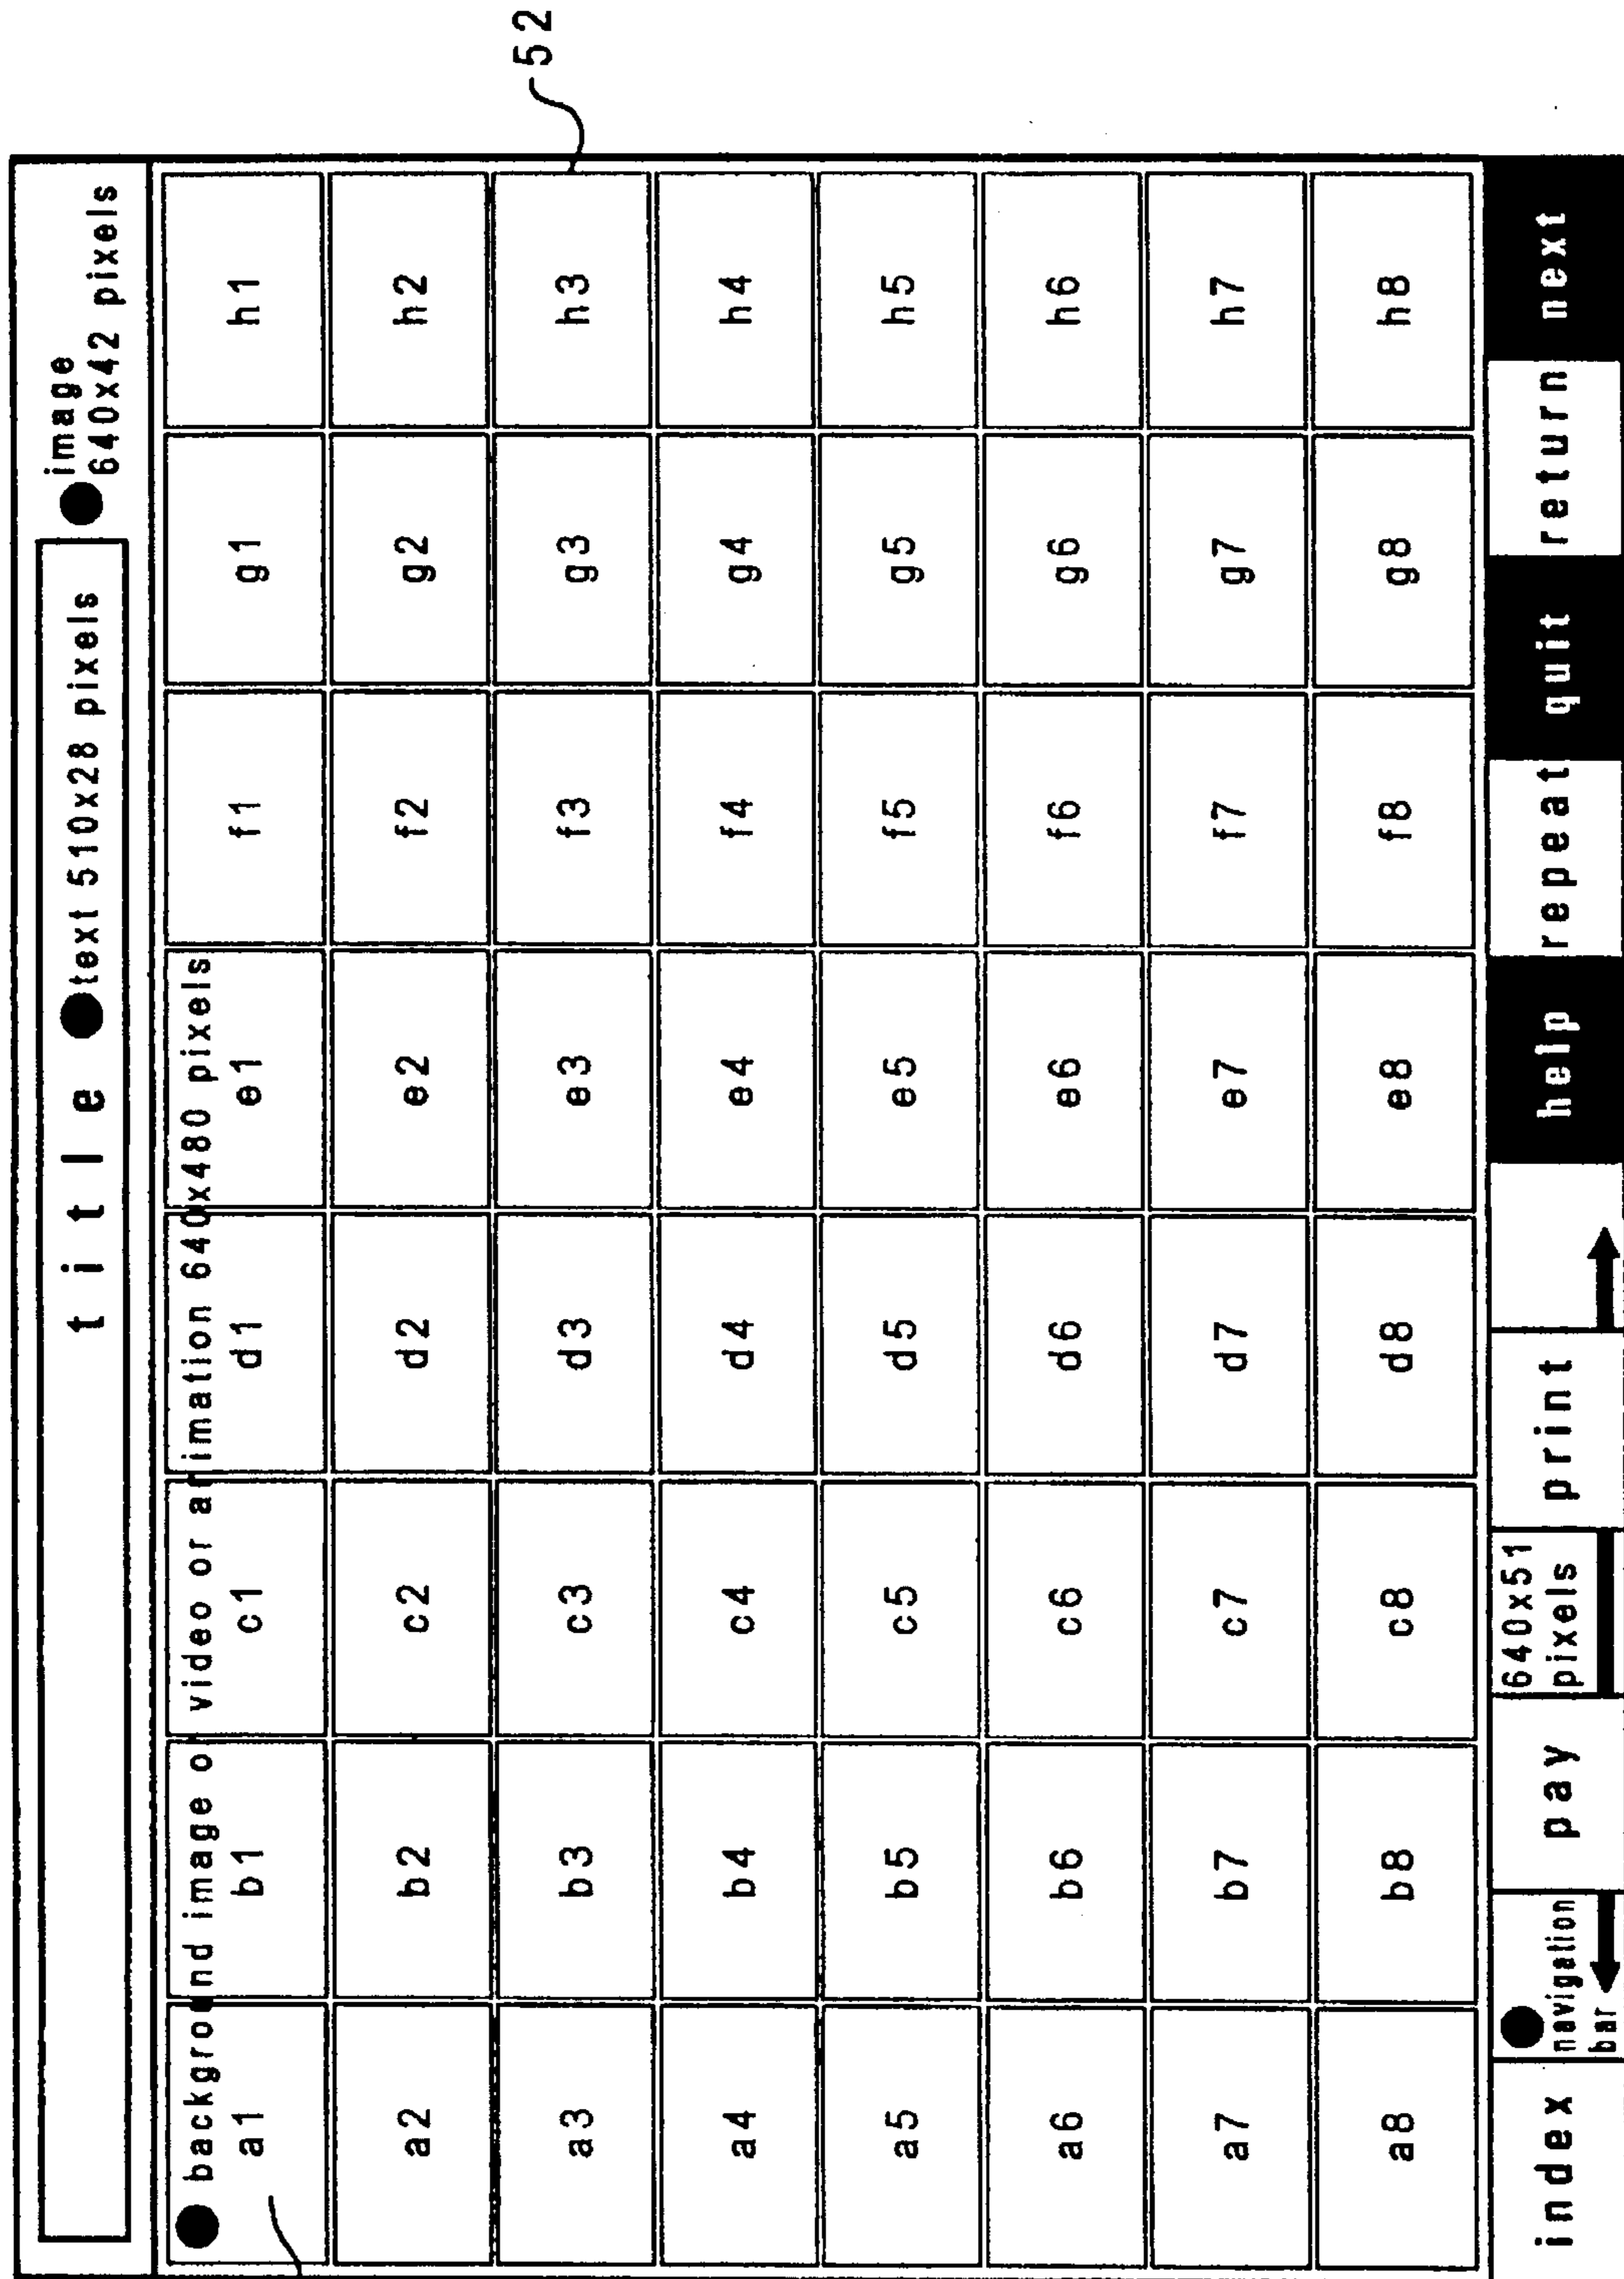 title ●text 510x28 pixels ●image
640x42 pixels
●background image o video or animation 640x480 pixels
a1 b1 c1 d1 e1 f1 g1 h1
a2 b2 c2 d2 e2 f2 g2 h2
a3 b3 c3 d3 e3 f3 g3 h3
a4 b4 c4 d4 e4 f4 g4 h4
a5 b5 c5 d5 e5 f5 g5 h5
a6 b6 c6 d6 e6 f6 g6 h6
a7 b7 c7 d7 e7 f7 g7 h7
a8 b8 c8 d8 e8 f8 g8 h8
52
index ●navigation bar pay 640x51 pixels print help repeat quit return next